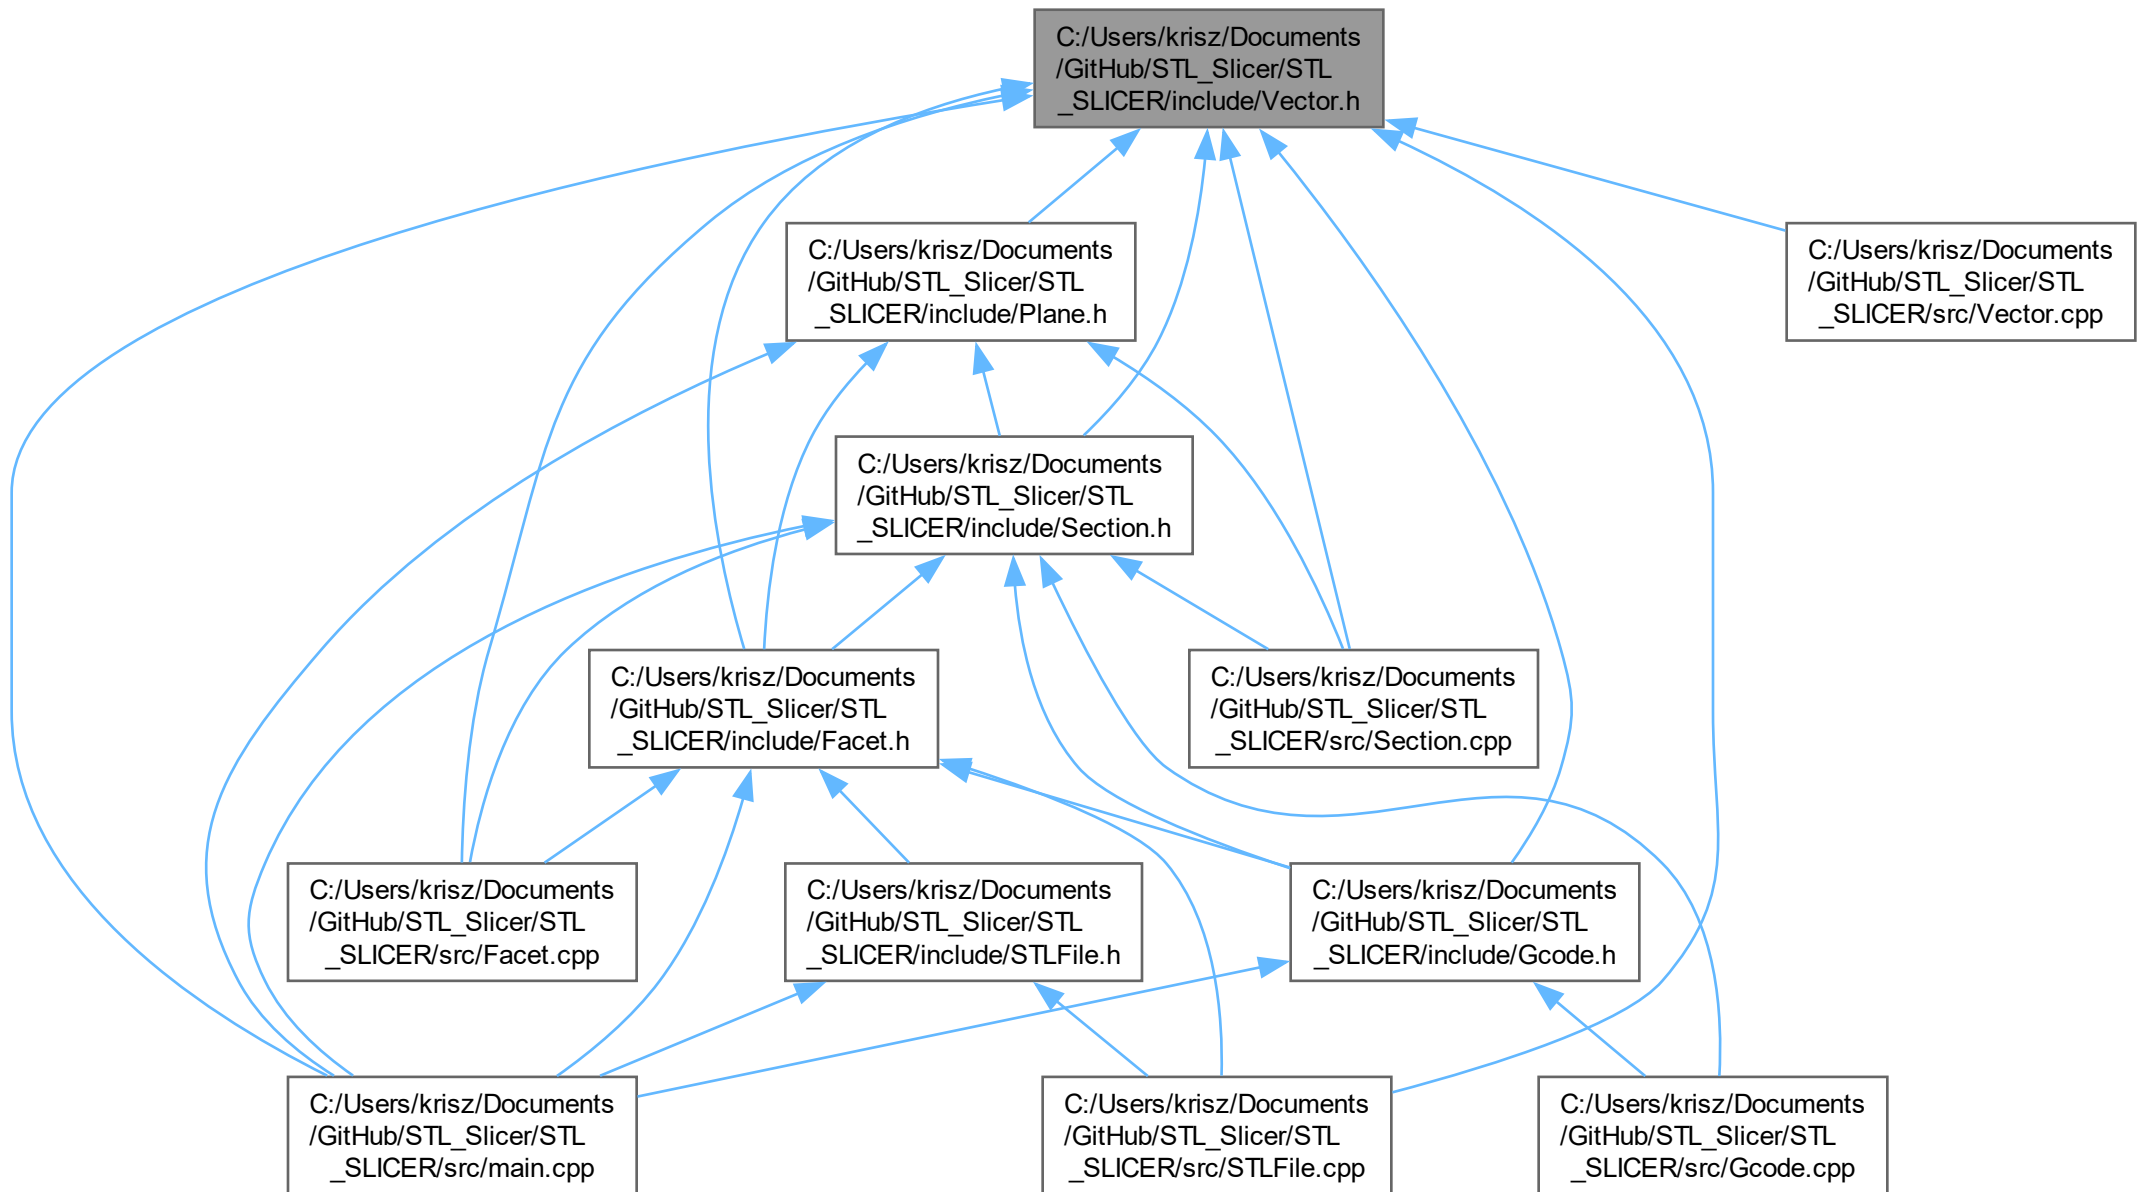 C:/Users/krisz/Documents
/GitHub/STL_Slicer/STL
_SLICER/include/Vector.h
C:/Users/krisz/Documents
/GitHub/STL_Slicer/STL
_SLICER/include/Plane.h
C:/Users/krisz/Documents
/GitHub/STL_Slicer/STL
_SLICER/src/Vector.cpp
C:/Users/krisz/Documents
/GitHub/STL_Slicer/STL
_SLICER/include/Section.h
C:/Users/krisz/Documents
/GitHub/STL_Slicer/STL
_SLICER/include/Facet.h
C:/Users/krisz/Documents
/GitHub/STL_Slicer/STL
_SLICER/src/Section.cpp
C:/Users/krisz/Documents
/GitHub/STL_Slicer/STL
_SLICER/src/Facet.cpp
C:/Users/krisz/Documents
/GitHub/STL_Slicer/STL
_SLICER/include/STLFile.h
C:/Users/krisz/Documents
/GitHub/STL_Slicer/STL
_SLICER/include/Gcode.h
C:/Users/krisz/Documents
/GitHub/STL_Slicer/STL
_SLICER/src/main.cpp
C:/Users/krisz/Documents
/GitHub/STL_Slicer/STL
_SLICER/src/STLFile.cpp
C:/Users/krisz/Documents
/GitHub/STL_Slicer/STL
_SLICER/src/Gcode.cpp